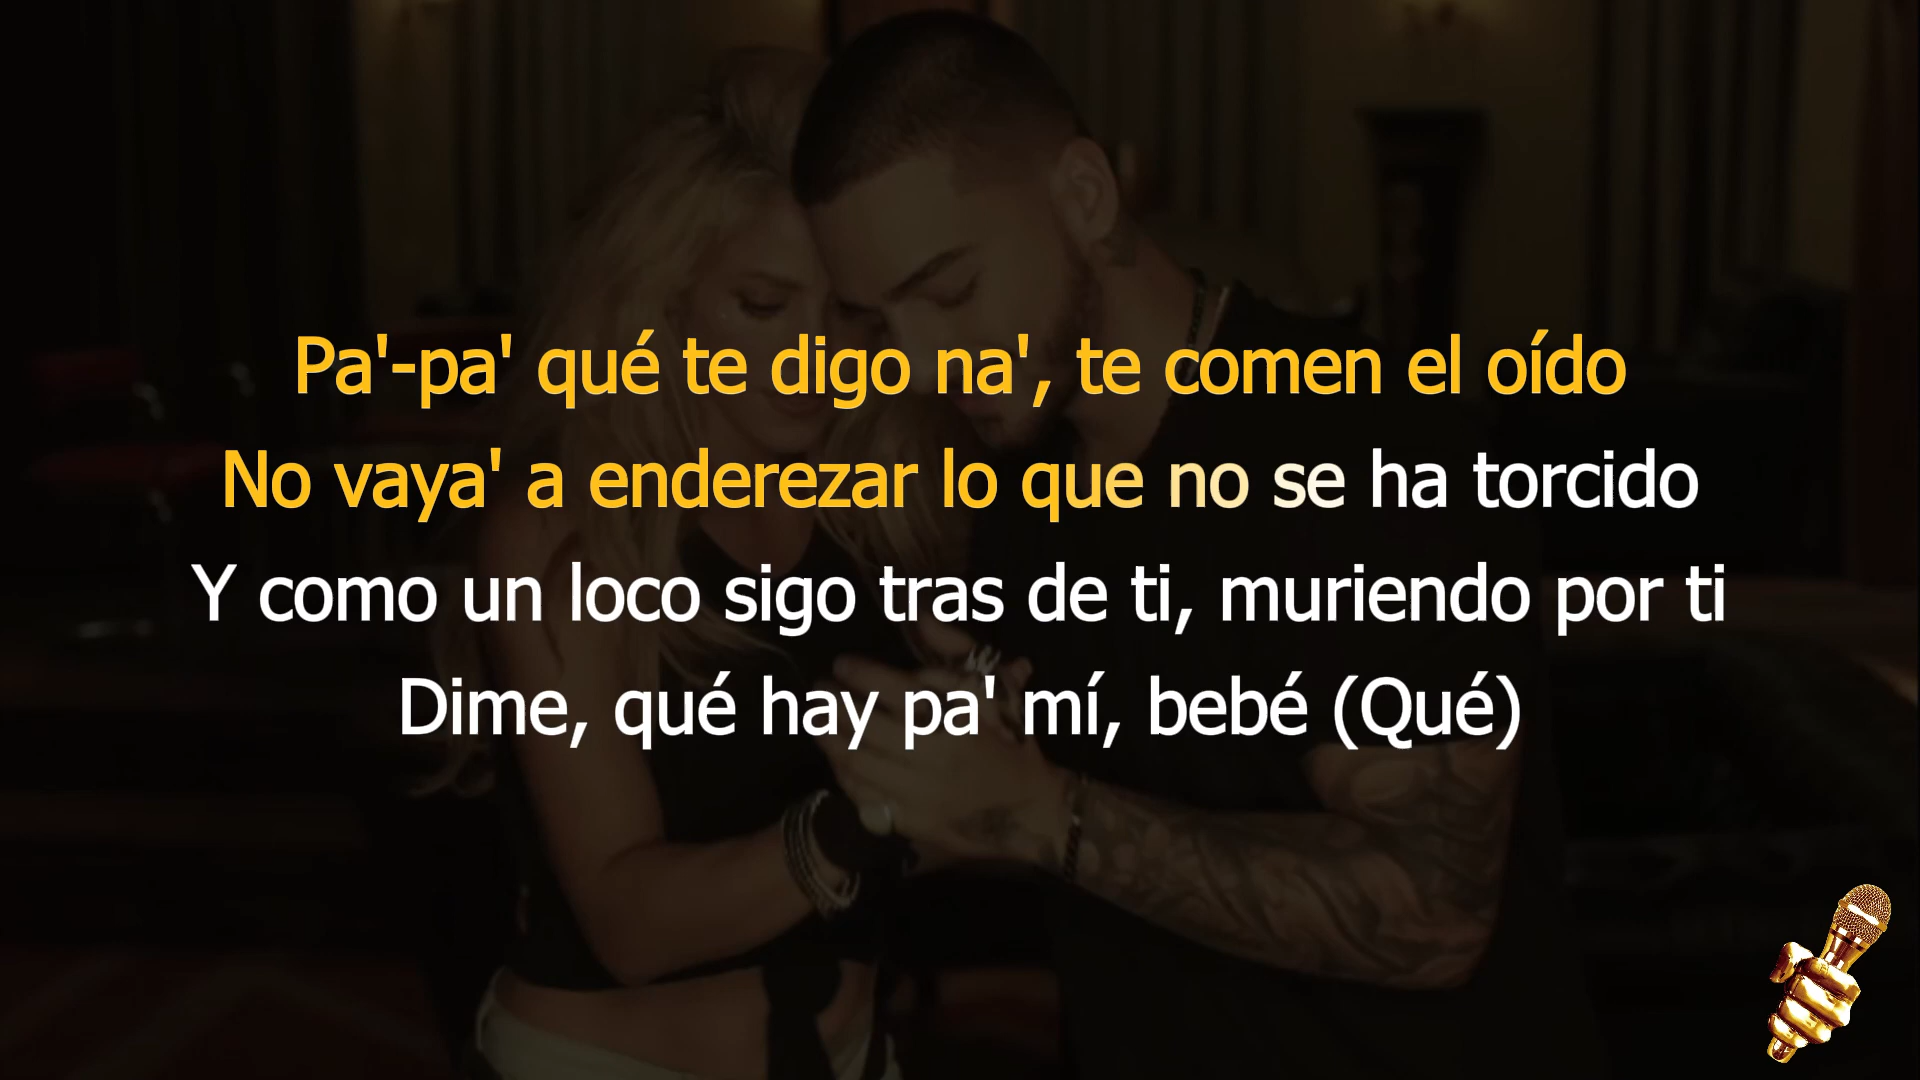 Pa'-pa' qué te digo na', te comen el oído
No vaya' a enderezar lo que no se ha torcido
Y como un loco sigo tras de ti, muriendo por ti
Dime, qué hay pa' mí, bebé (Qué)